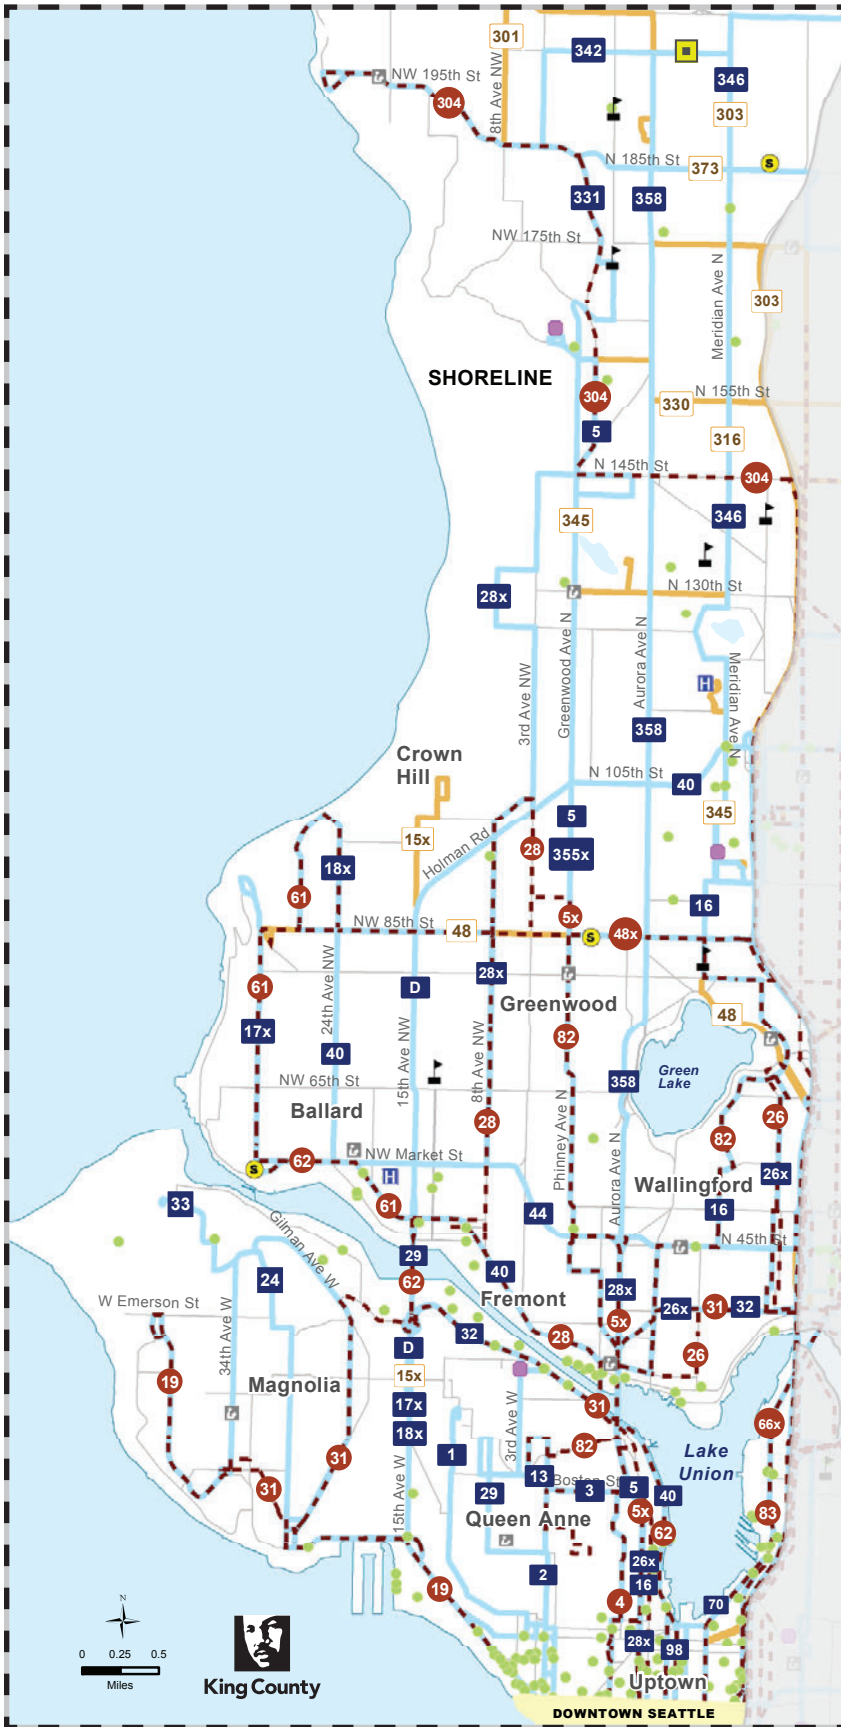 301
342
346
NW 195th St
8th Ave NW
304
303
S
N 185th St
373
331
358
NW 175th St
Meridian Ave N
303
SHORELINE
N 155th St
304
330
5
316
N 145th St
304
346
345
N 130th St
28x
Greenwood Ave N
Aurora Ave N
3rd Ave NW
Meridian Ave N
H
358
Crown
Hill
N 105th St
40
5
345
15x
Holman Rd
28
355x
18x
61
16
5x
NW 85th St
48
S
48x
28x
61
D
Greenwood
48
24th Ave NW
17x
82
40
15th Ave NW
8th Ave NW
Green
Lake
NW 65th St
358
Ballard
Phinney Ave N
28
26
82
Aurora Ave N
NW Market St
62
S
H
Wallingford
26x
33
61
44
16
Gilman Ave W
N 45th St
29
24
62
40
28x
W Emerson St
Fremont
26x
31
32
34th Ave W
5x
32
28
D
26
19
Magnolia
15x
3rd Ave W
31
17x
66x
18x
82
Lake
Union
31
1
13
Boston St
5
31
29
3
40
15th Ave W
Queen Anne
5x
83
62
26x
2
16
19
4
70
N
28x
98
0
0.25
0.5
Miles
King County
Uptown
DOWNTOWN SEATTLE